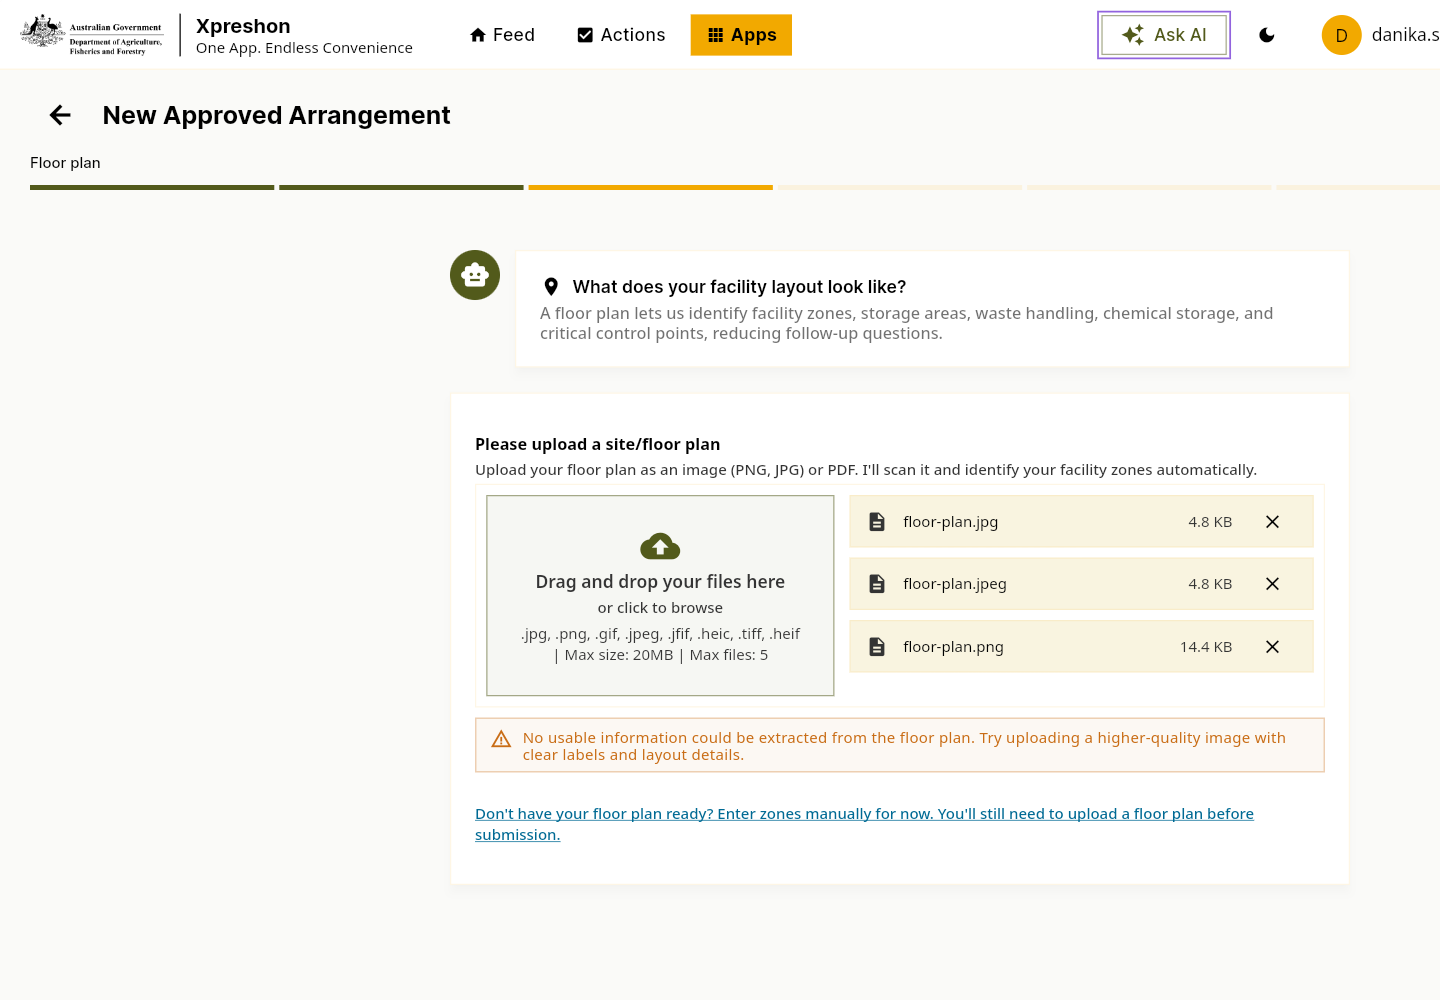 Australian Government
Department of Agriculture,
Fisheries and Forestry
Xpreshon
One App. Endless Convenience
Feed
Actions
Apps
Ask AI
D
danika.s
New Approved Arrangement
Floor plan
What does your facility layout look like?
A floor plan lets us identify facility zones, storage areas, waste handling, chemical storage, and
critical control points, reducing follow-up questions.
Please upload a site/floor plan
Upload your floor plan as an image (PNG, JPG) or PDF. I'll scan it and identify your facility zones automatically.
Drag and drop your files here
or click to browse
.jpg, .png, .gif, .jpeg, .jfif, .heic, .tiff, .heif
| Max size: 20MB | Max files: 5
floor-plan.jpg 4.8 KB
floor-plan.jpeg 4.8 KB
floor-plan.png 14.4 KB
No usable information could be extracted from the floor plan. Try uploading a higher-quality image with
clear labels and layout details.
Don't have your floor plan ready? Enter zones manually for now. You'll still need to upload a floor plan before
submission.